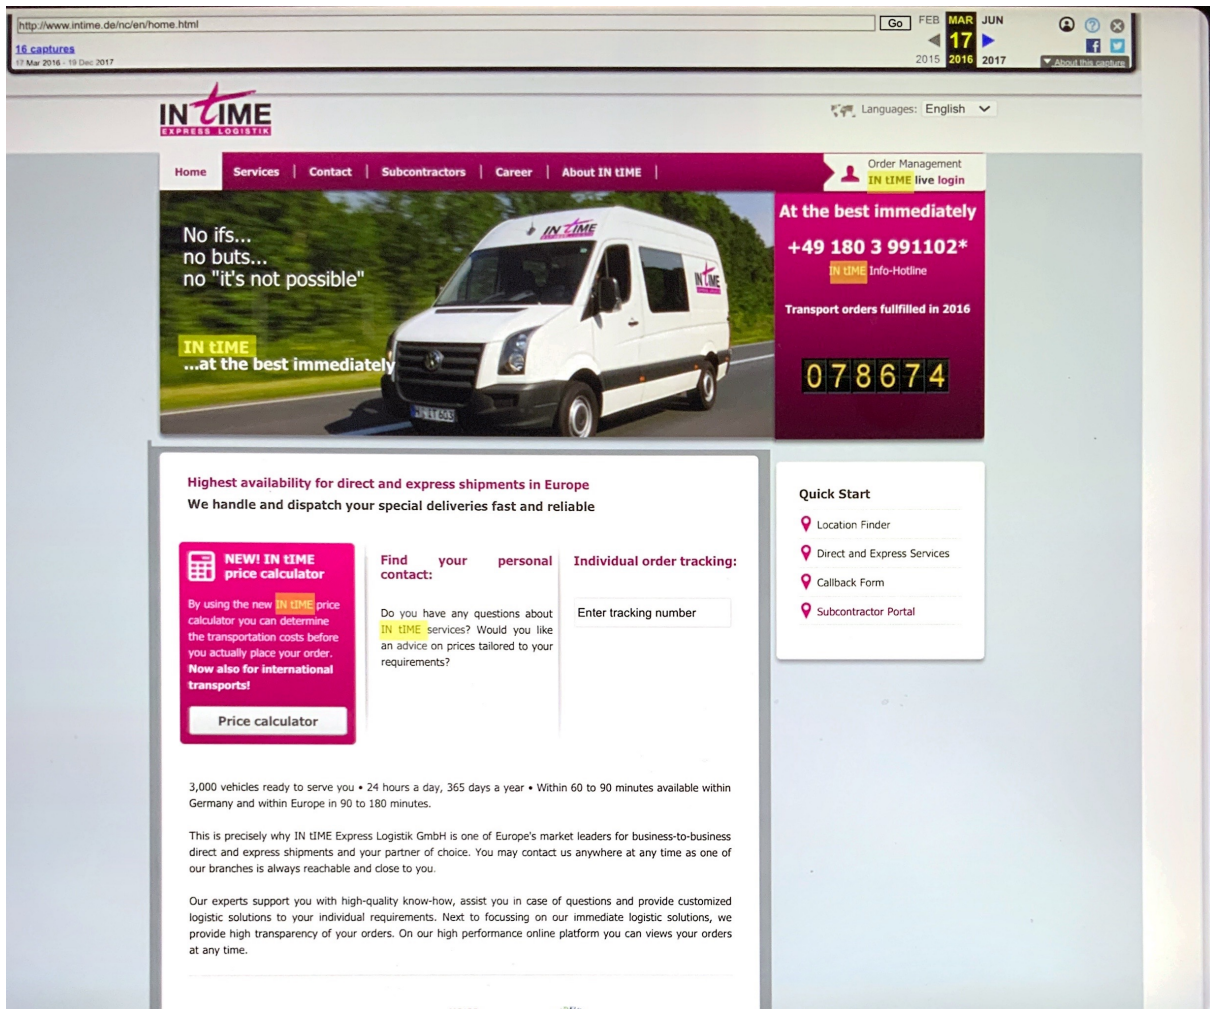 http://www.intime.de/nc/en/home.html
Go
FEB MAR JUN
16 captures
17
17 Mar 2016 - 19 Dec 2017
2015 2016 2017
About this capture
IN tIME
EXPRESS LOGISTIK
Languages: English
Home
Services | Contact | Subcontractors | Career | About IN tIME |
Order Management
IN tIME live login
No ifs...
no buts...
no "it's not possible"
IN tIME
...at the best immediately
IN tIME
IN tIME
At the best immediately
+49 180 3 991102*
IN tIME Info-Hotline
Transport orders fullfilled in 2016
078674
Highest availability for direct and express shipments in Europe
We handle and dispatch your special deliveries fast and reliable
NEW! IN tIME
price calculator
By using the new IN tIME price
calculator you can determine
the transportation costs before
you actually place your order.
Now also for international
transports!
Price calculator
Find your personal
contact:
Do you have any questions about
IN tIME services? Would you like
an advice on prices tailored to your
requirements?
Individual order tracking:
Enter tracking number
Quick Start
Location Finder
Direct and Express Services
Callback Form
Subcontractor Portal
3,000 vehicles ready to serve you • 24 hours a day, 365 days a year • Within 60 to 90 minutes available within
Germany and within Europe in 90 to 180 minutes.
This is precisely why IN tIME Express Logistik GmbH is one of Europe's market leaders for business-to-business
direct and express shipments and your partner of choice. You may contact us anywhere at any time as one of
our branches is always reachable and close to you.
Our experts support you with high-quality know-how, assist you in case of questions and provide customized
logistic solutions to your individual requirements. Next to focussing on our immediate logistic solutions, we
provide high transparency of your orders. On our high performance online platform you can views your orders
at any time.